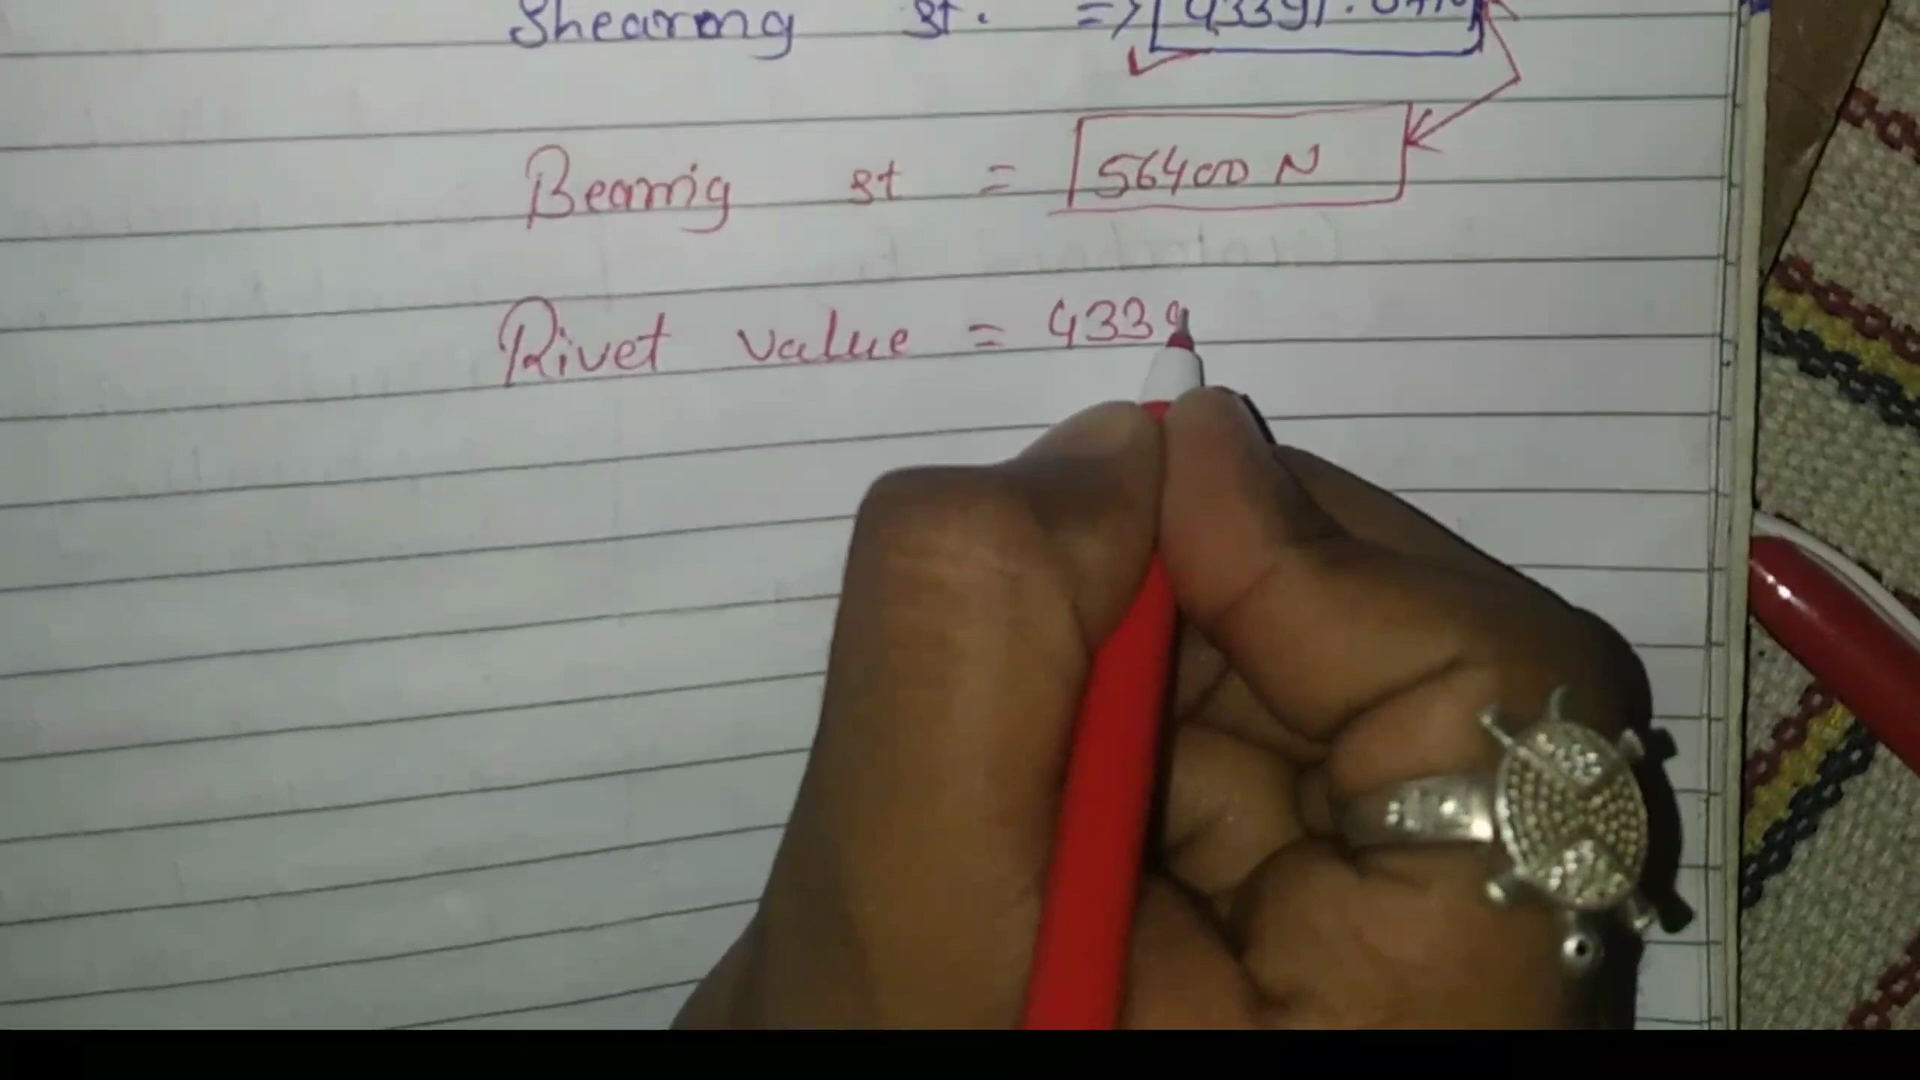 Shearing st. =>
Bearing st = 56400 N
Rivet value = 4339